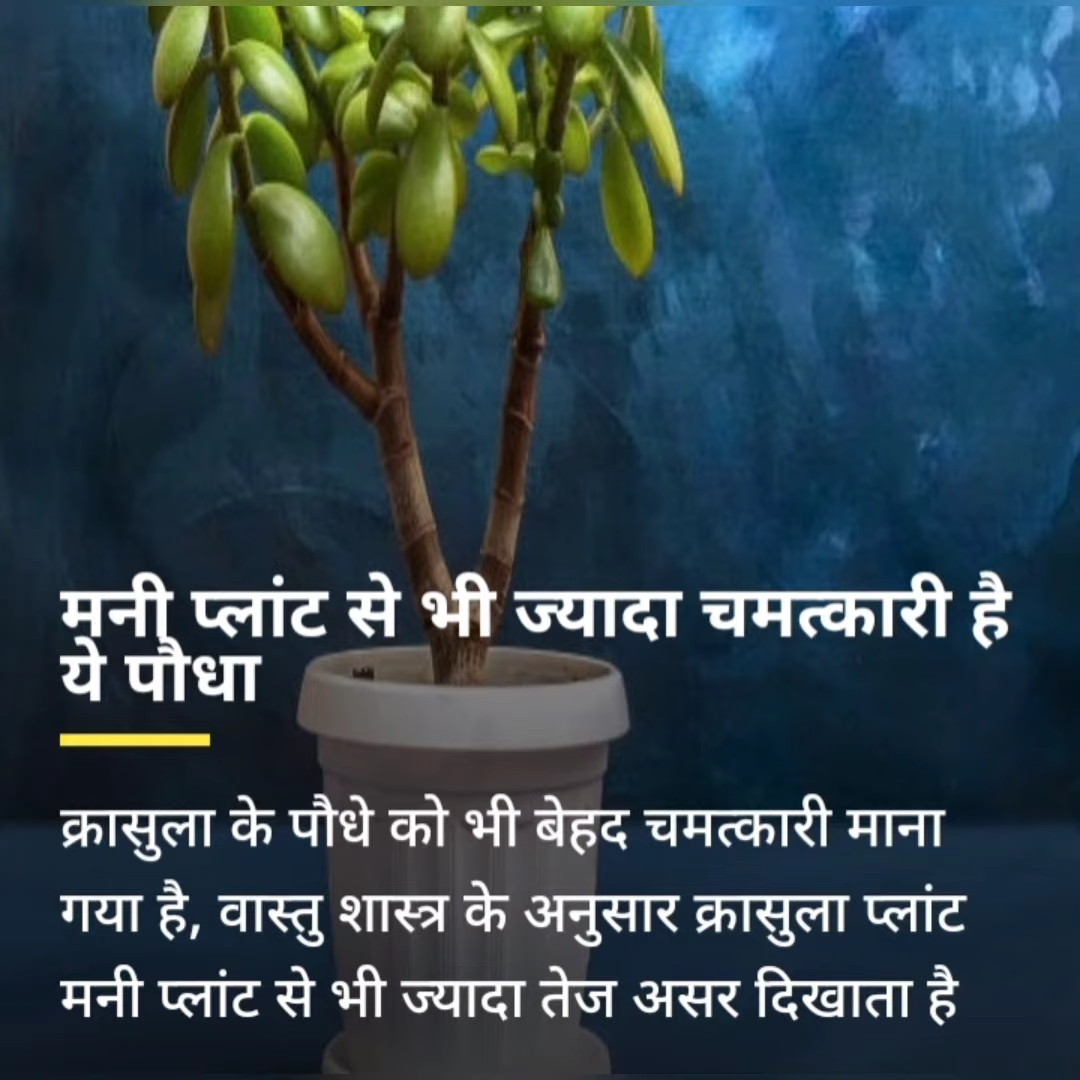 मनी प्लांट से भी ज्यादा चमत्कारी है
ये पौधा
क्रासुला के पौधे को भी बेहद चमत्कारी माना
गया है, वास्तु शास्त्र के अनुसार क्रासुला प्लांट
मनी प्लांट से भी ज्यादा तेज असर दिखाता है